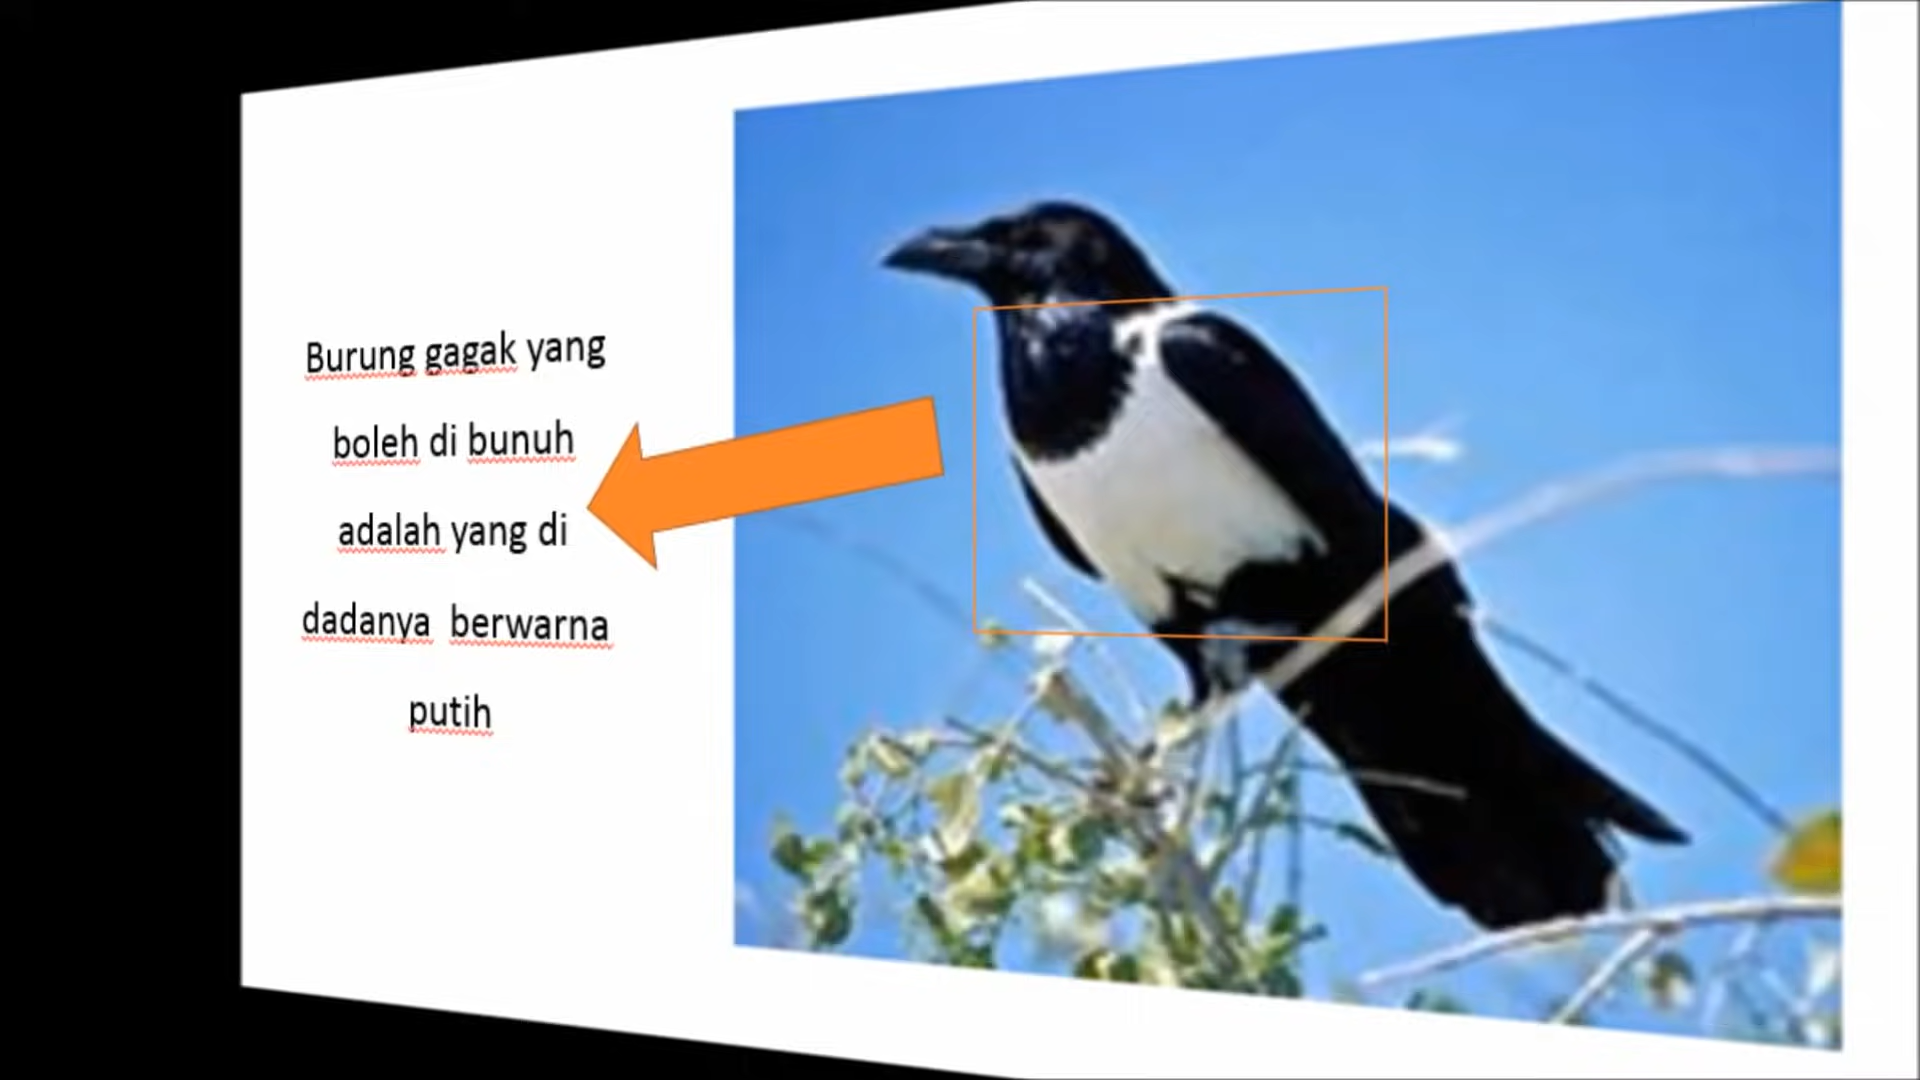 Burung gagak yang
boleh di bunuh
adalah yang di
dadanya berwarna
putih